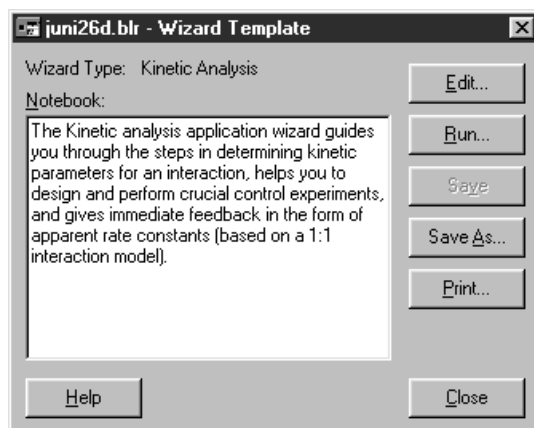 juni26d.blr - Wizard Template
Wizard Type: Kinetic Analysis
Notebook:
The Kinetic analysis application wizard guides
you through the steps in determining kinetic
parameters for an interaction, helps you to
design and perform crucial control experiments,
and gives immediate feedback in the form of
apparent rate constants (based on a 1:1
interaction model).
Edit...
Run...
Save
Save As...
Print...
Help
Close